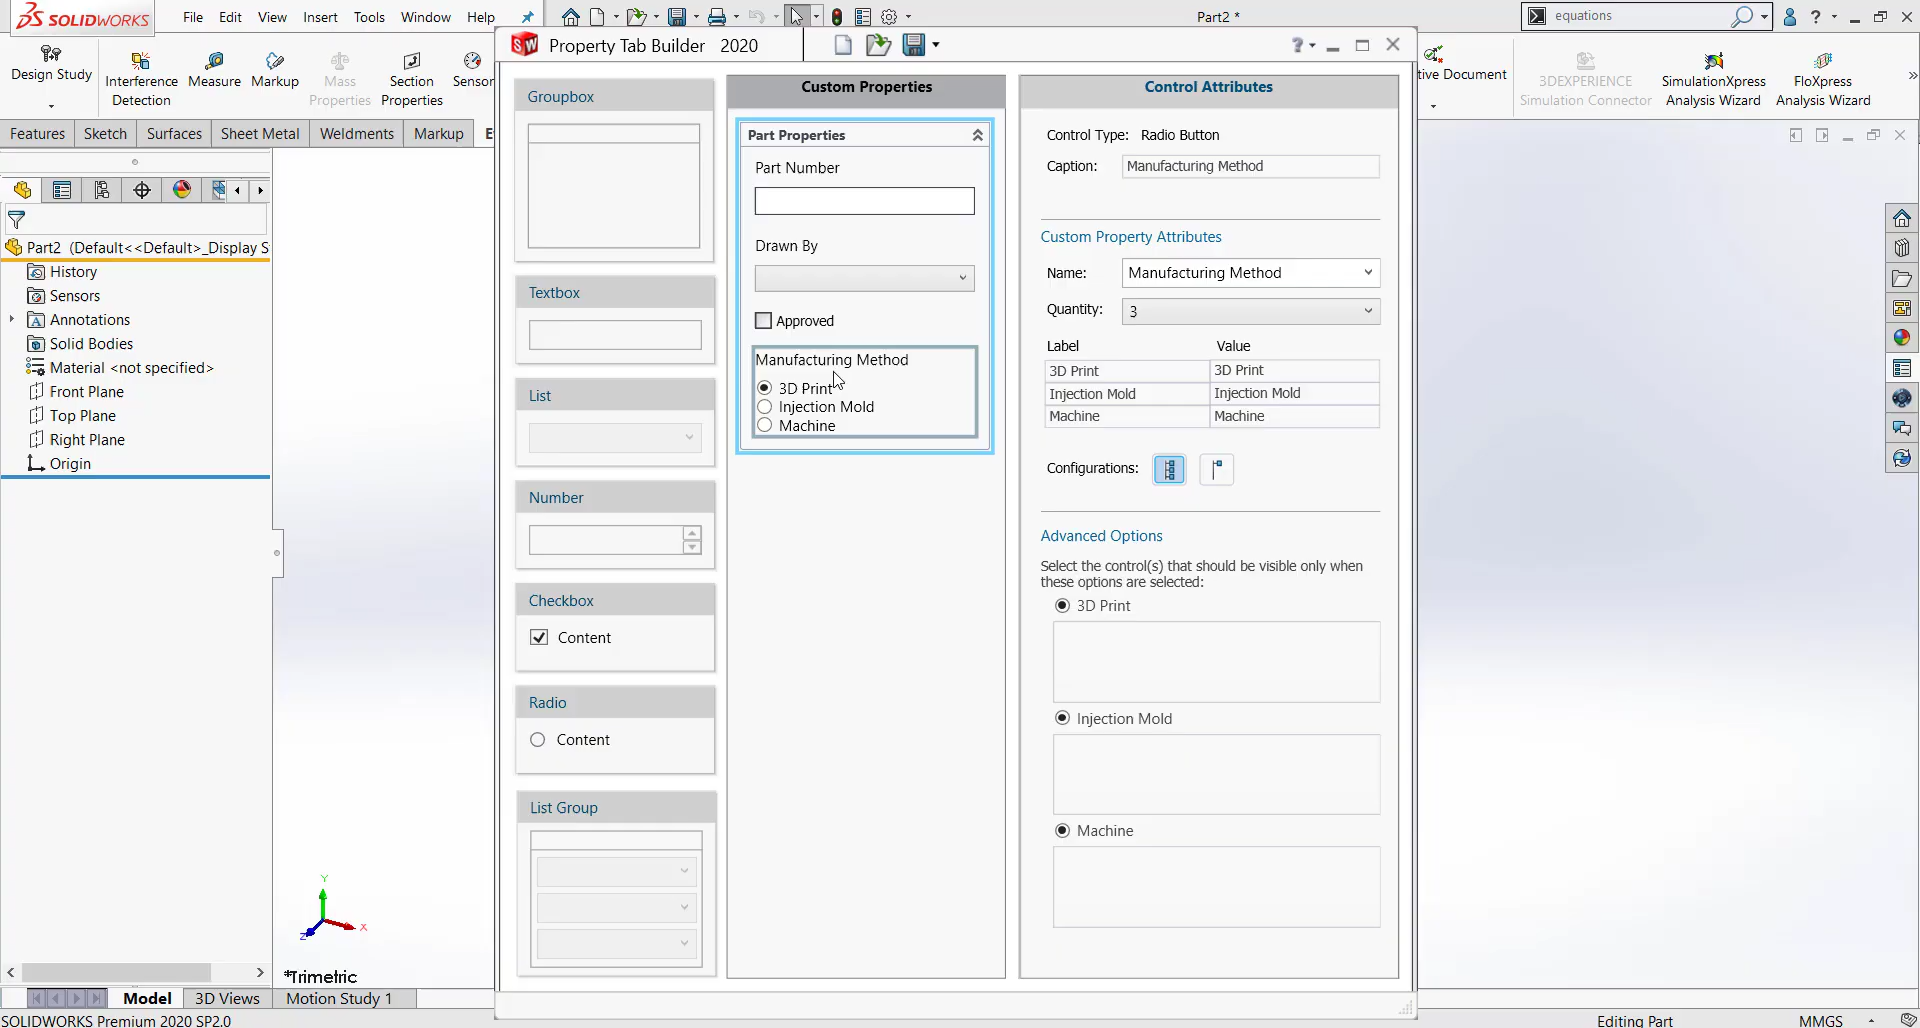 SOLIDWORKS
File Edit View Insert Tools Window Help
Part2 *
equations
Property Tab Builder 2020
Design Study
Interference
Detection
Measure
Markup
Mass
Properties
Section
Properties
Sensor
tive Document
3DEXPERIENCE
Simulation Connector
SimulationXpress
Analysis Wizard
FloXpress
Analysis Wizard
Features Sketch Surfaces Sheet Metal Weldments Markup E
Part2 (Default<<Default>_Display S
History
Sensors
Annotations
Solid Bodies
Material <not specified>
Front Plane
Top Plane
Right Plane
Origin
Groupbox
Textbox
List
Number
Checkbox
Content
Radio
Content
List Group
Custom Properties
Part Properties
Part Number
Drawn By
Approved
Manufacturing Method
3D Print
Injection Mold
Machine
Control Attributes
Control Type: Radio Button
Caption: Manufacturing Method
Custom Property Attributes
Name: Manufacturing Method
Quantity: 3
Label Value
3D Print 3D Print
Injection Mold Injection Mold
Machine Machine
Configurations:
Advanced Options
Select the control(s) that should be visible only when
these options are selected:
3D Print
Injection Mold
Machine
Y
X
Z
*Trimetric
Model 3D Views Motion Study 1
SOLIDWORKS Premium 2020 SP2.0
Editing Part
MMGS